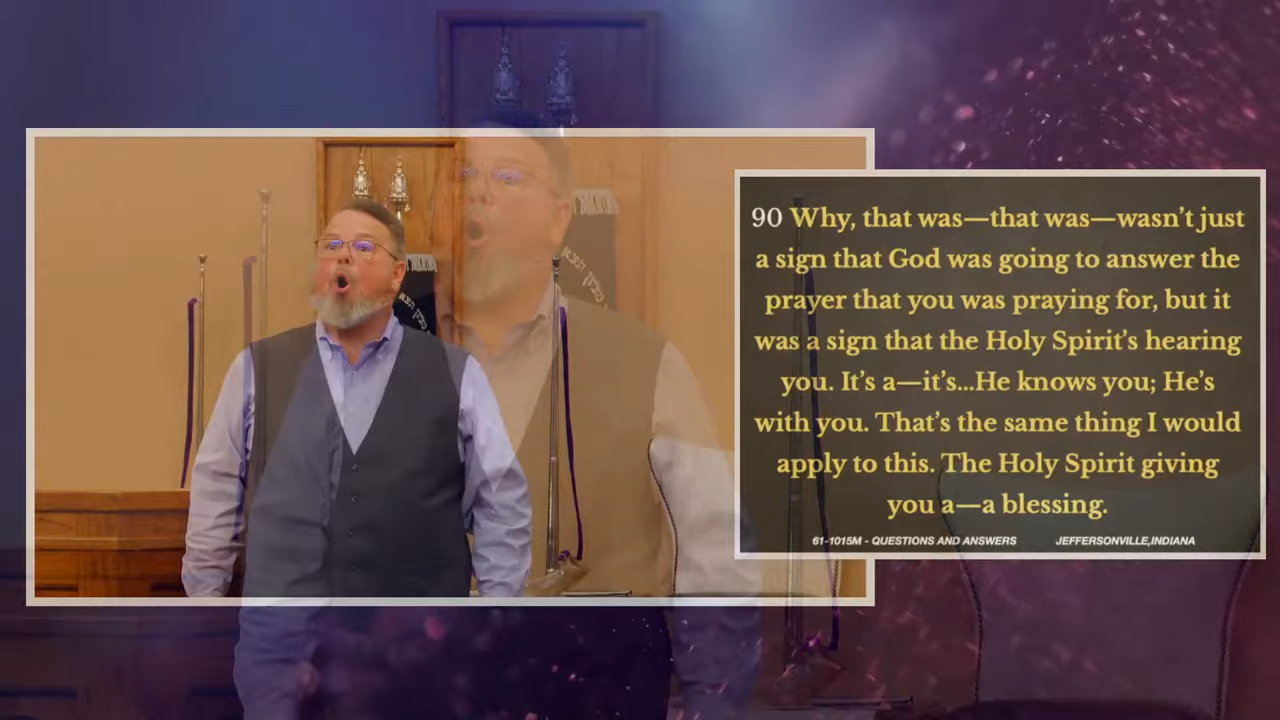 90 Why, that was—that was—wasn't just
a sign that God was going to answer the
prayer that you was praying for, but it
was a sign that the Holy Spirit's hearing
you. It's a—it's...He knows you; He's
with you. That's the same thing I would
apply to this. The Holy Spirit giving
you a—a blessing.
61-1015M - QUESTIONS AND ANSWERS JEFFERSONVILLE,INDIANA